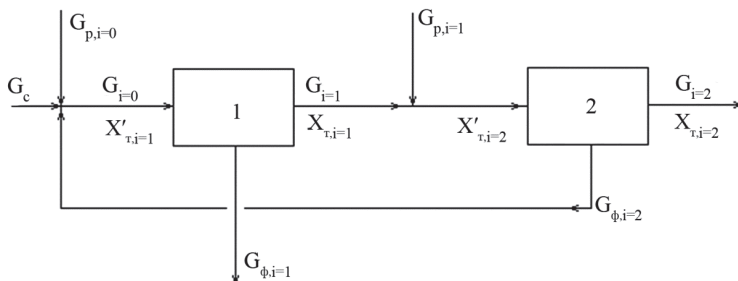 G_{p,i=0}
G_{p,i=1}
G_c
G_{i=0}
1
G_{i=1}
2
G_{i=2}
X′_{т,i=1}
X_{т,i=1}
X′_{т,i=2}
X_{т,i=2}
G_{ф,i=2}
G_{ф,i=1}